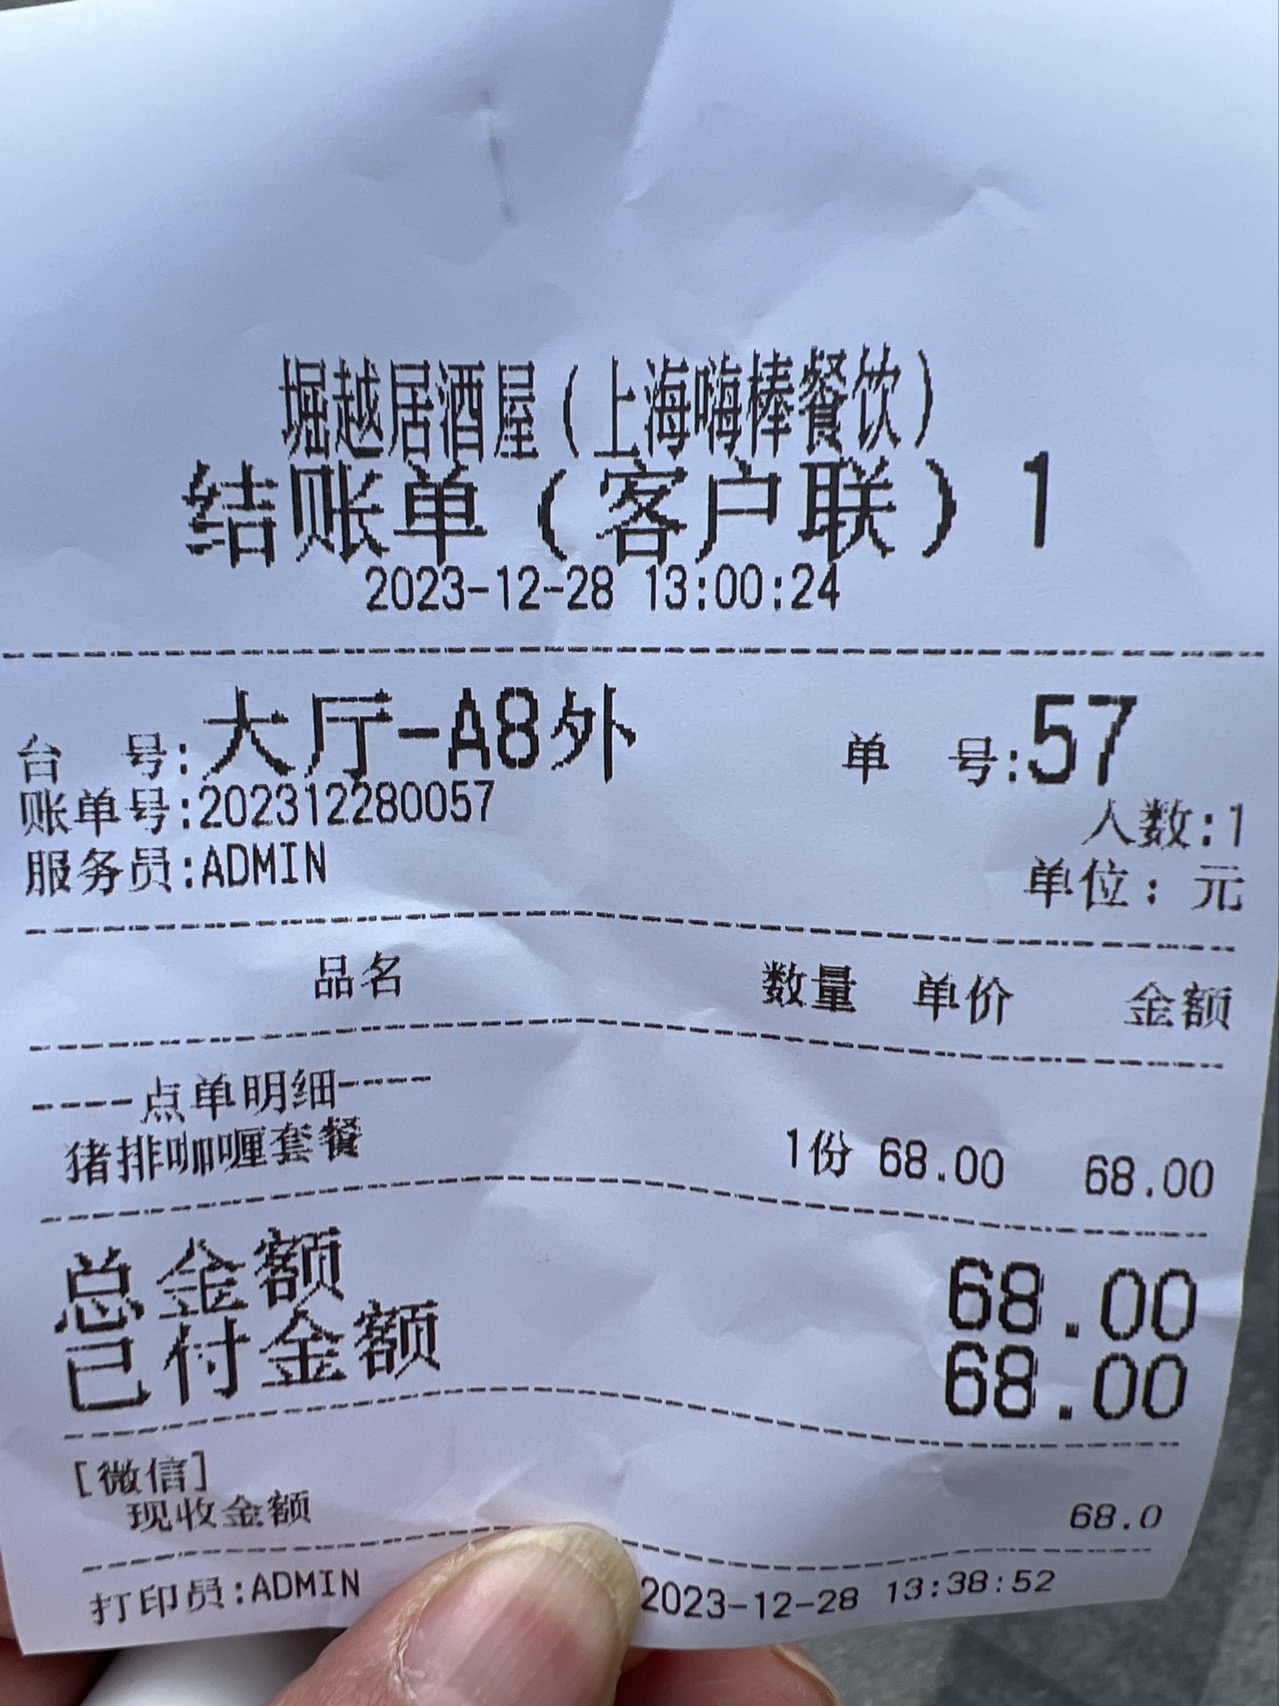 堀越居酒屋(上海嗨棒餐饮)
结账单(客户联)1
2023-12-28 13:00:24
台 号:大厅-A8外 单 号:57
账单号:202312280057 人数:1
服务员:ADMIN 单位: 元
品名 数量 单价 金额
----点单明细----
猪排咖喱套餐 1份 68.00 68.00
总金额 68.00
已付金额 68.00
[微信]
现收金额 68.0
打印员:ADMIN 2023-12-28 13:38:52